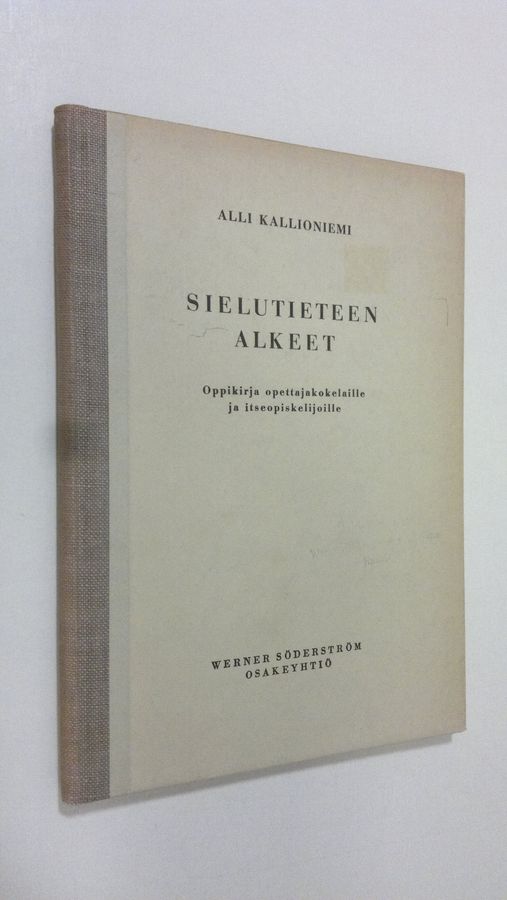 ALLI KALLIONIEMI
SIELUTIETEEN
ALKEET
Oppikirja opettajakokelaille
ja itseopiskelijoille
WERNER SÖDERSTRÖM
OSAKEYHTIÖ